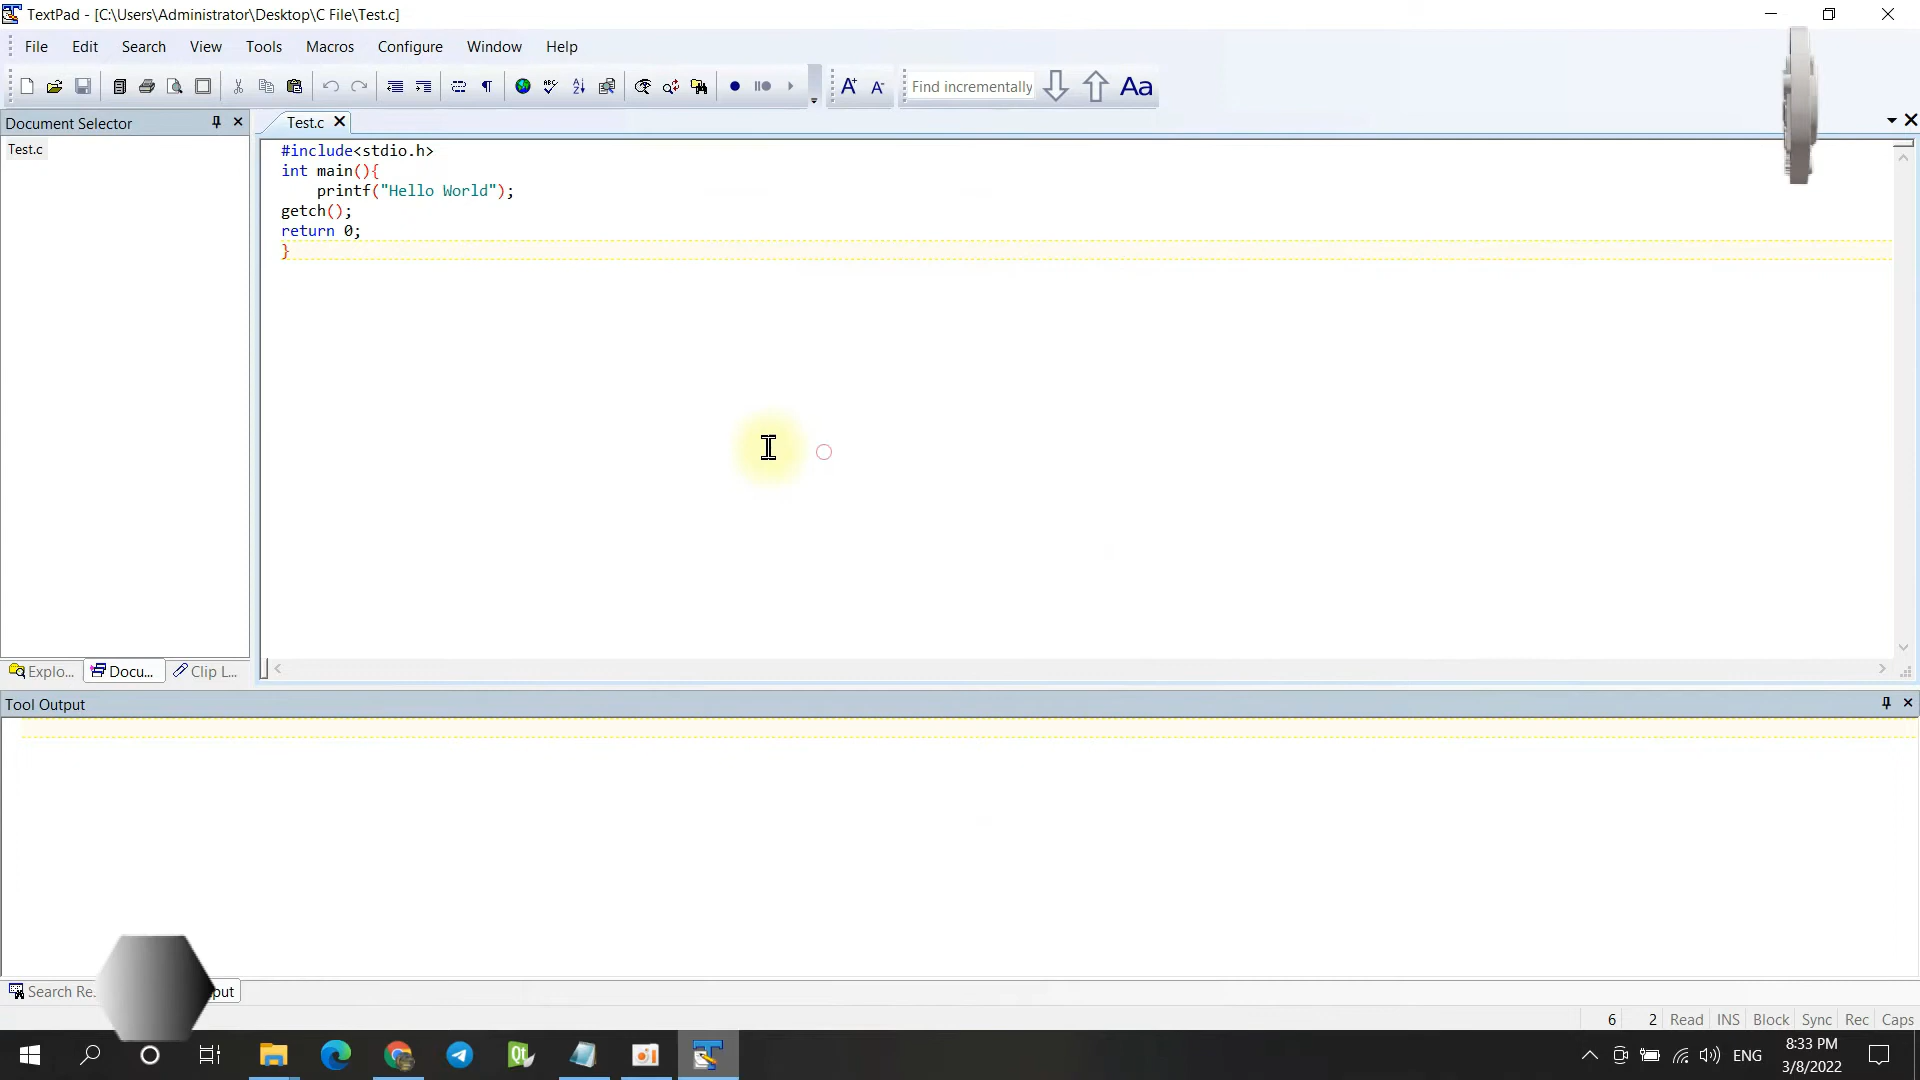 TextPad - [C:\Users\Administrator\Desktop\C File\Test.c]
File Edit Search View Tools Macros Configure Window Help
Find incrementally Aa
Document Selector
Test.c
Test.c
#include<stdio.h>
int main(){
    printf("Hello World");
getch();
return 0;
}
Explo... Docu... Clip L...
Tool Output
Search Re.. put
6 2 Read INS Block Sync Rec Caps
ENG
8:33 PM
3/8/2022